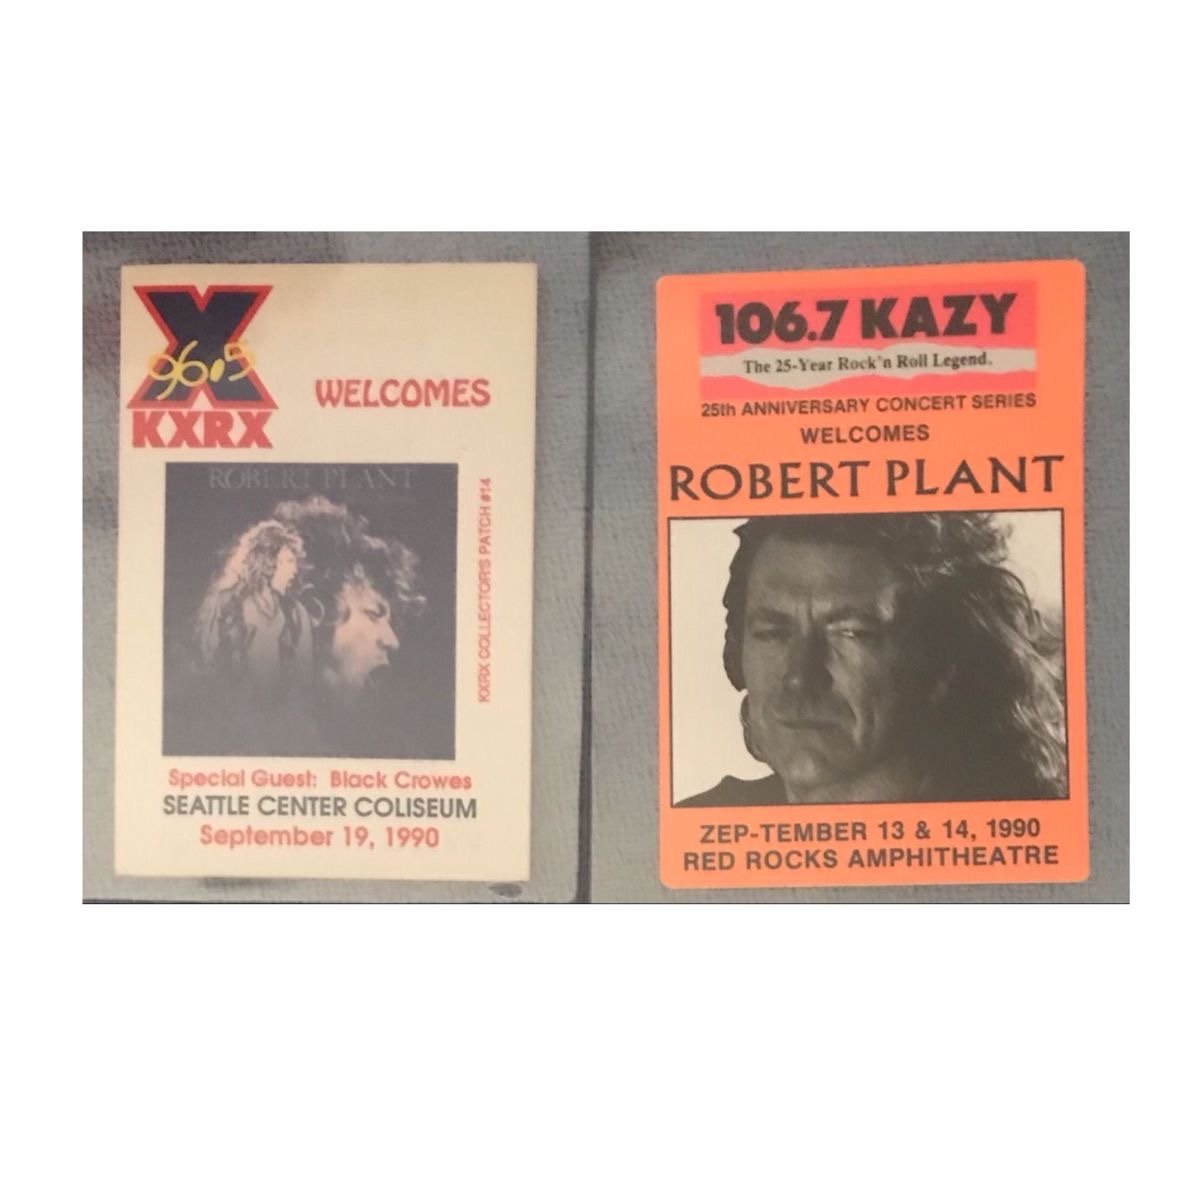 X
96.5
KXRX
WELCOMES
ROBERT PLANT
KXRX COLLECTOR'S PATCH #14
Special Guest: Black Crowes
SEATTLE CENTER COLISEUM
September 19, 1990
106.7 KAZY
The 25-Year Rock'n Roll Legend.
25th ANNIVERSARY CONCERT SERIES
WELCOMES
ROBERT PLANT
ZEP-TEMBER 13 & 14, 1990
RED ROCKS AMPHITHEATRE